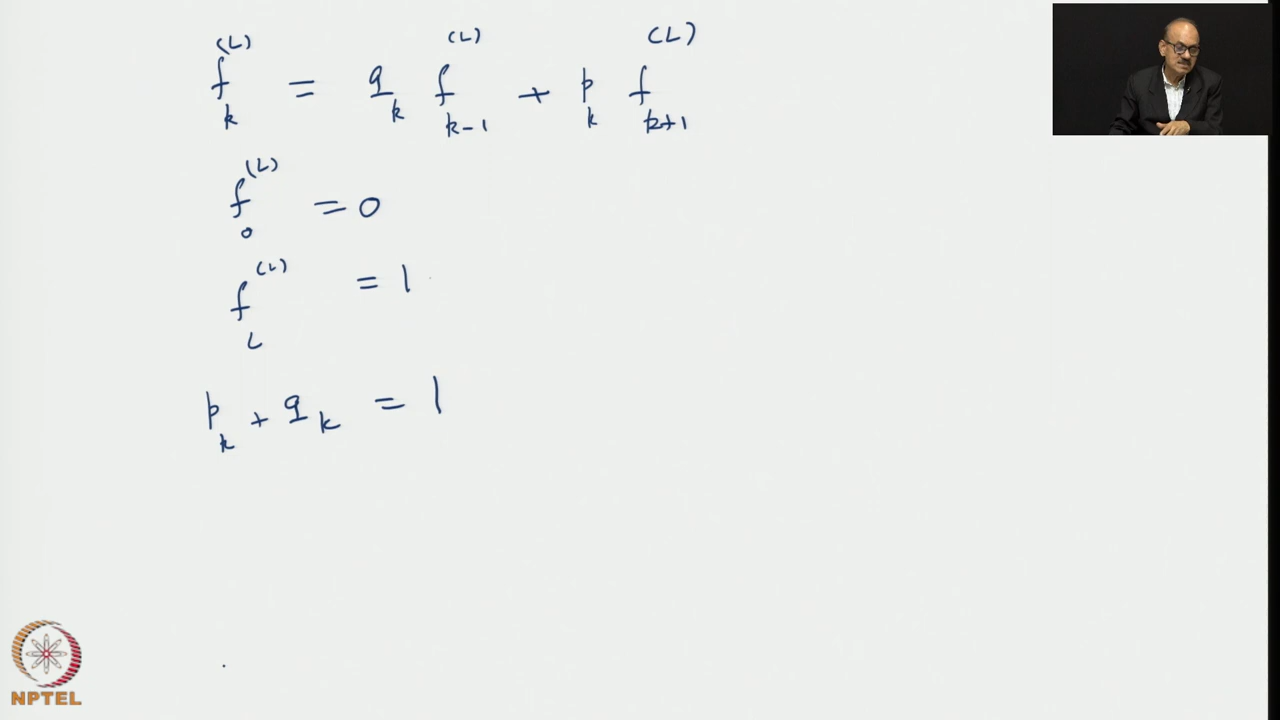 f_k^{(L)} = q_k f_{k-1}^{(L)} + p_k f_{k+1}^{(L)}
f_0^{(L)} = 0
f_L^{(L)} = 1
p_k + q_k = 1
NPTEL